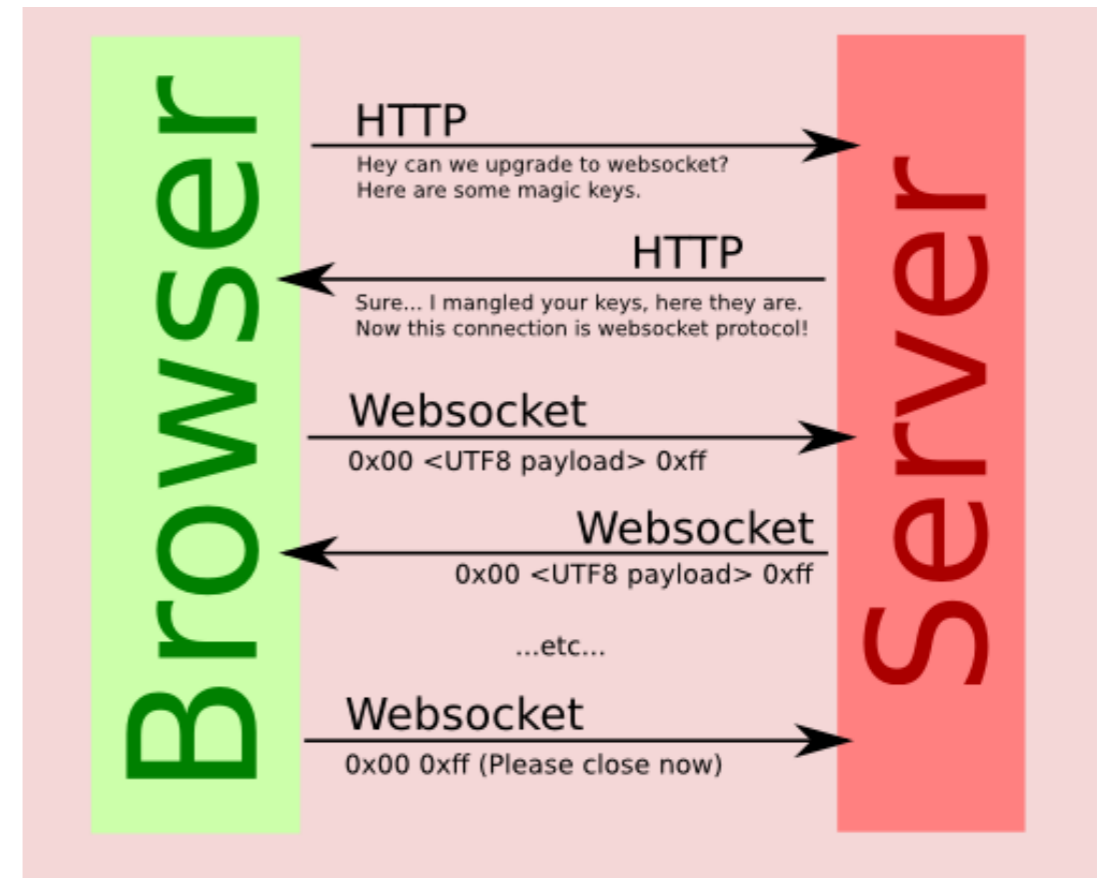 Browser
HTTP
Hey can we upgrade to websocket?
Here are some magic keys.
HTTP
Sure... I mangled your keys, here they are.
Now this connection is websocket protocol!
Websocket
0x00 <UTF8 payload> 0xff
Websocket
0x00 <UTF8 payload> 0xff
...etc...
Websocket
0x00 0xff (Please close now)
Server